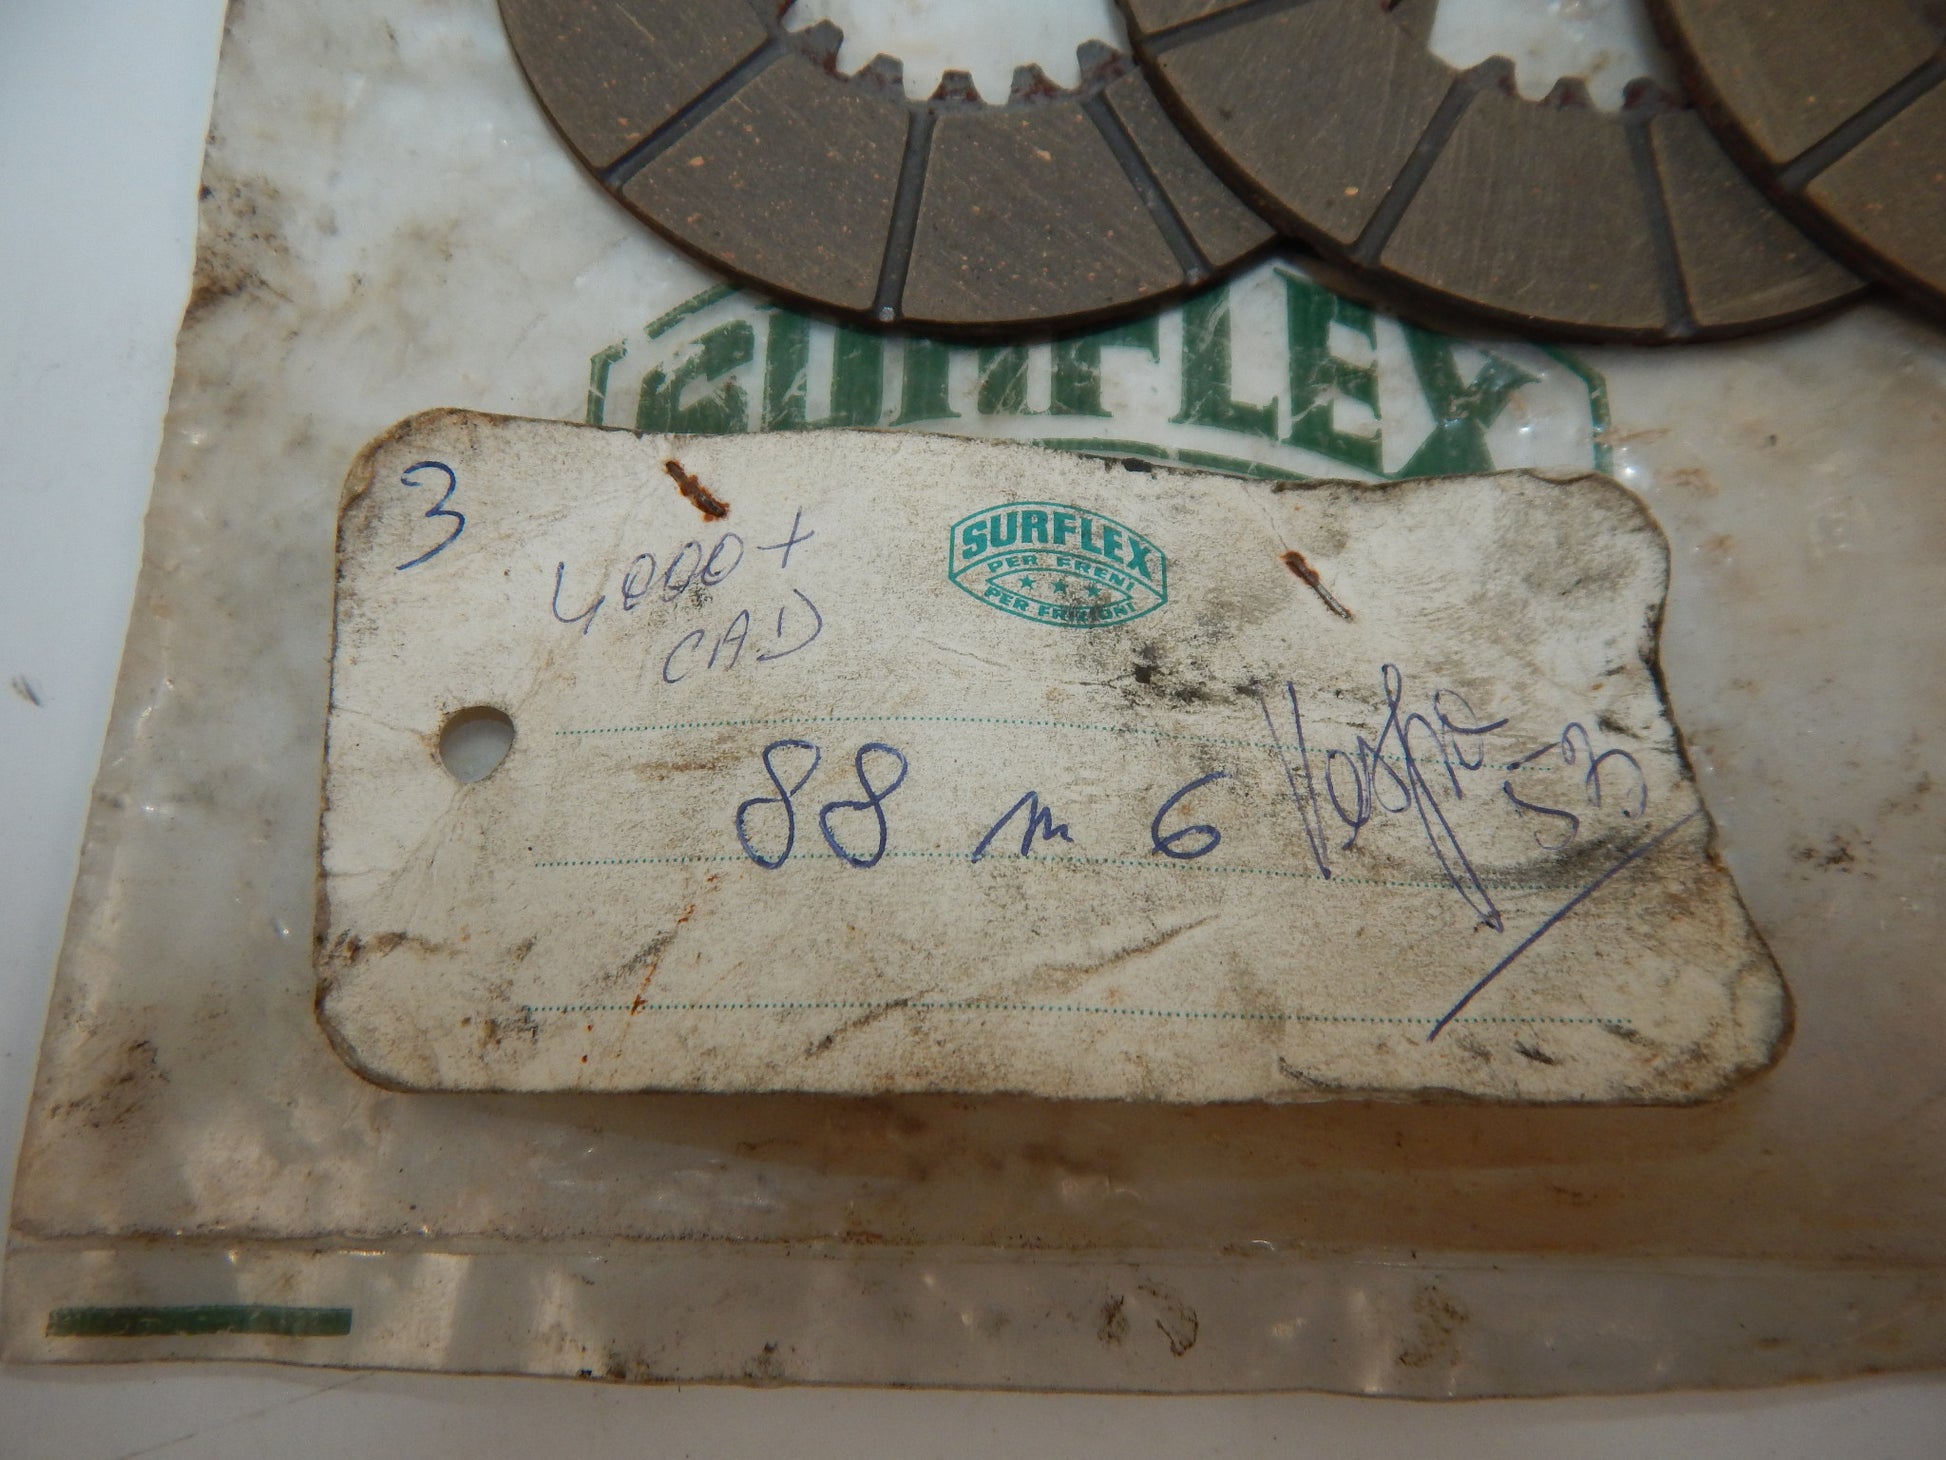 SURFLEX
3
4000+
CAD
SURFLEX
PER FRENI
PER FRIZIONI
88 m 6 Vespa
53